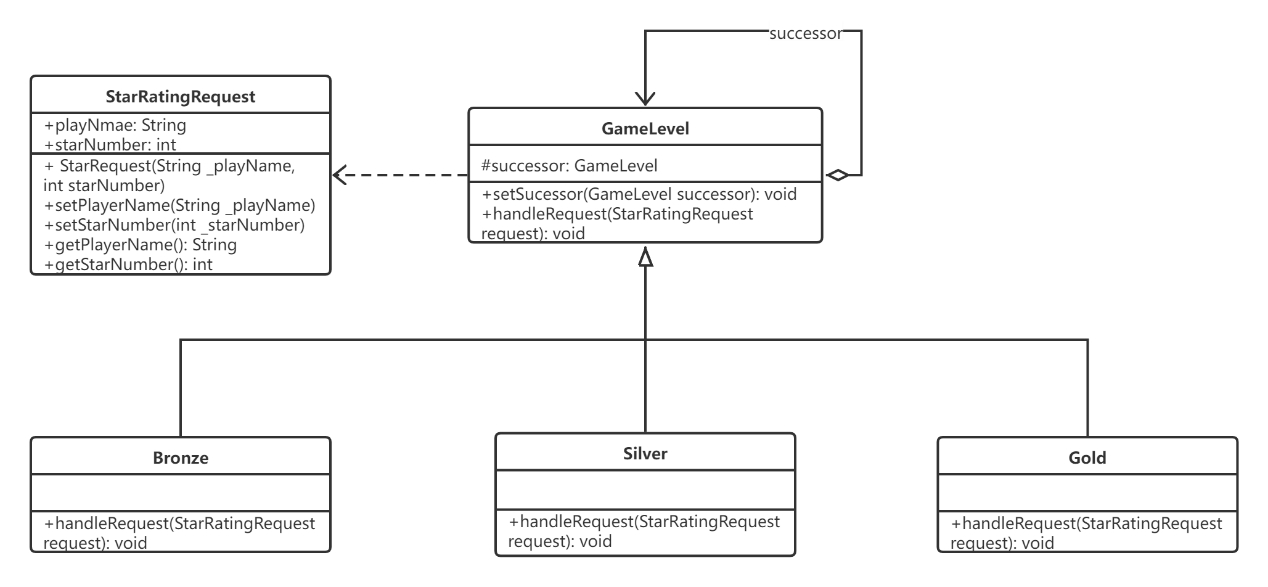 successor
StarRatingRequest
+playNmae: String
+starNumber: int
+ StarRequest(String _playName,
int starNumber)
+setPlayerName(String _playName)
+setStarNumber(int _starNumber)
+getPlayerName(): String
+getStarNumber(): int
GameLevel
#successor: GameLevel
+setSucessor(GameLevel successor): void
+handleRequest(StarRatingRequest
request): void
Bronze
+handleRequest(StarRatingRequest
request): void
Silver
+handleRequest(StarRatingRequest
request): void
Gold
+handleRequest(StarRatingRequest
request): void